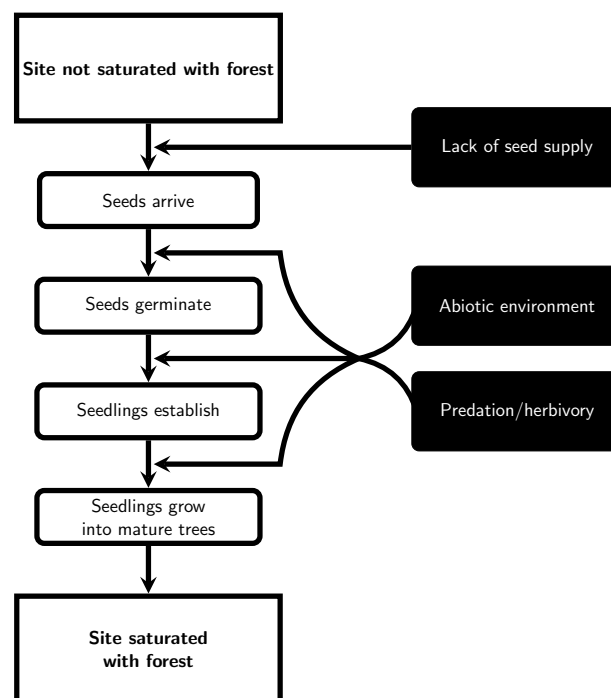 Site not saturated with forest
Lack of seed supply
Seeds arrive
Seeds germinate
Abiotic environment
Seedlings establish
Predation/herbivory
Seedlings grow
into mature trees
Site saturated
with forest